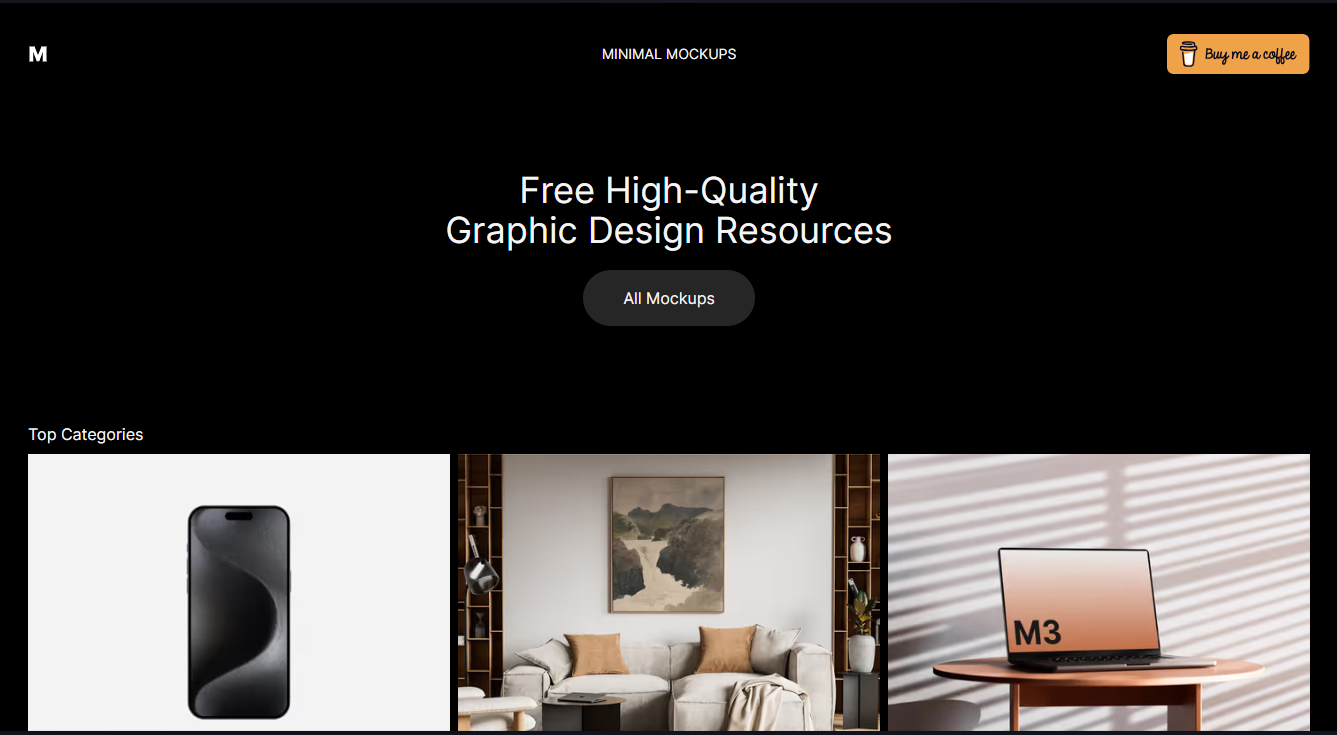 M
MINIMAL MOCKUPS
Buy me a coffee
Free High-Quality
Graphic Design Resources
All Mockups
Top Categories
M3